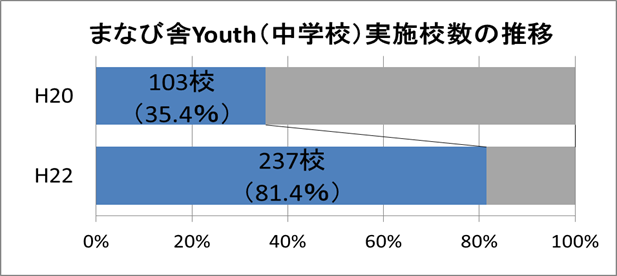 まなび舎Youth（中学校）実施校数の推移
H20
103校
（35.4%）
H22
237校
（81.4%）
0% 20% 40% 60% 80% 100%